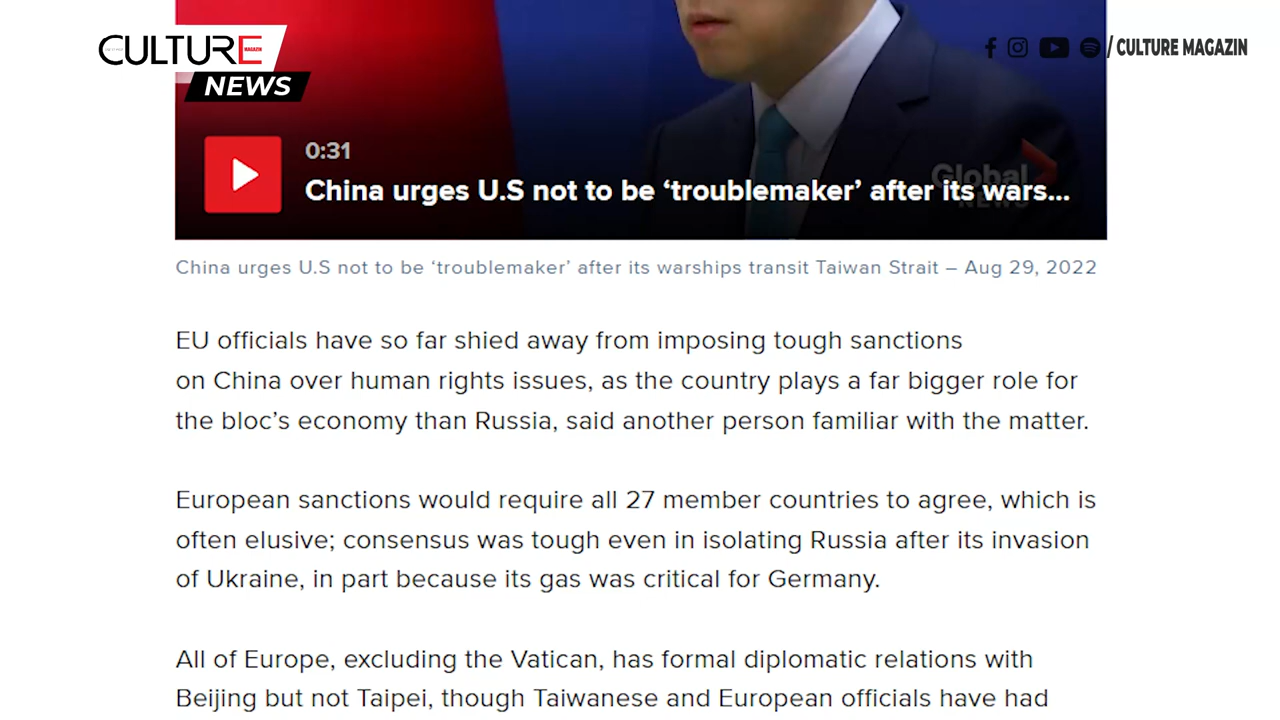 CULTURE
MAGAZIN
NEWS
/ CULTURE MAGAZIN
0:31
Global
NEWS
China urges U.S not to be ‘troublemaker’ after its wars...
China urges U.S not to be ‘troublemaker’ after its warships transit Taiwan Strait – Aug 29, 2022
EU officials have so far shied away from imposing tough sanctions
on China over human rights issues, as the country plays a far bigger role for
the bloc’s economy than Russia, said another person familiar with the matter.
European sanctions would require all 27 member countries to agree, which is
often elusive; consensus was tough even in isolating Russia after its invasion
of Ukraine, in part because its gas was critical for Germany.
All of Europe, excluding the Vatican, has formal diplomatic relations with
Beijing but not Taipei, though Taiwanese and European officials have had